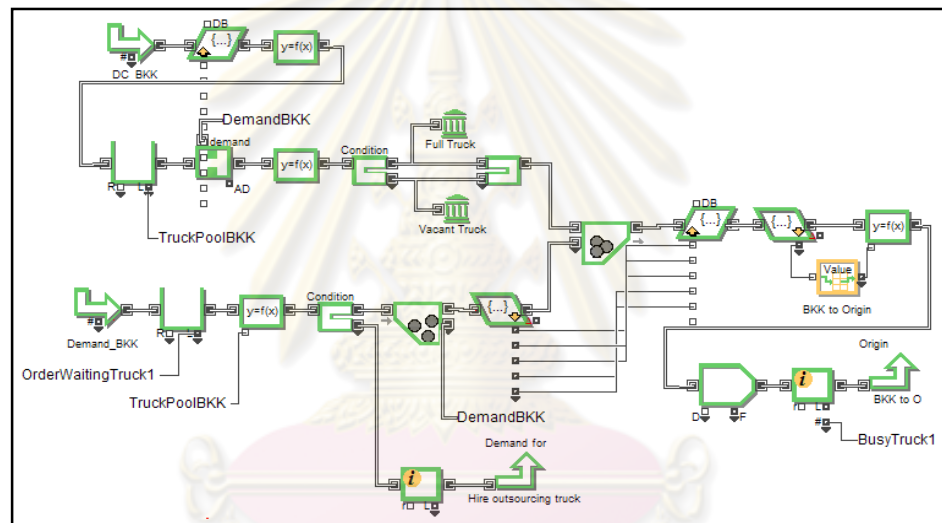 DB
{...}
y=f(x)
#
DC_BKK
DemandBKK
demand
y=f(x)
Condition
Full Truck
R
L
AD
Vacant Truck
TruckPoolBKK
DB
{...}
{...}
y=f(x)
Value
BKK to Origin
#
Demand_BKK
R
L
y=f(x)
Condition
{...}
OrderWaitingTruck1
TruckPoolBKK
DemandBKK
Origin
D
F
i
r
L
#
BKK to O
BusyTruck1
Demand for
i
r
L
Hire outsourcing truck